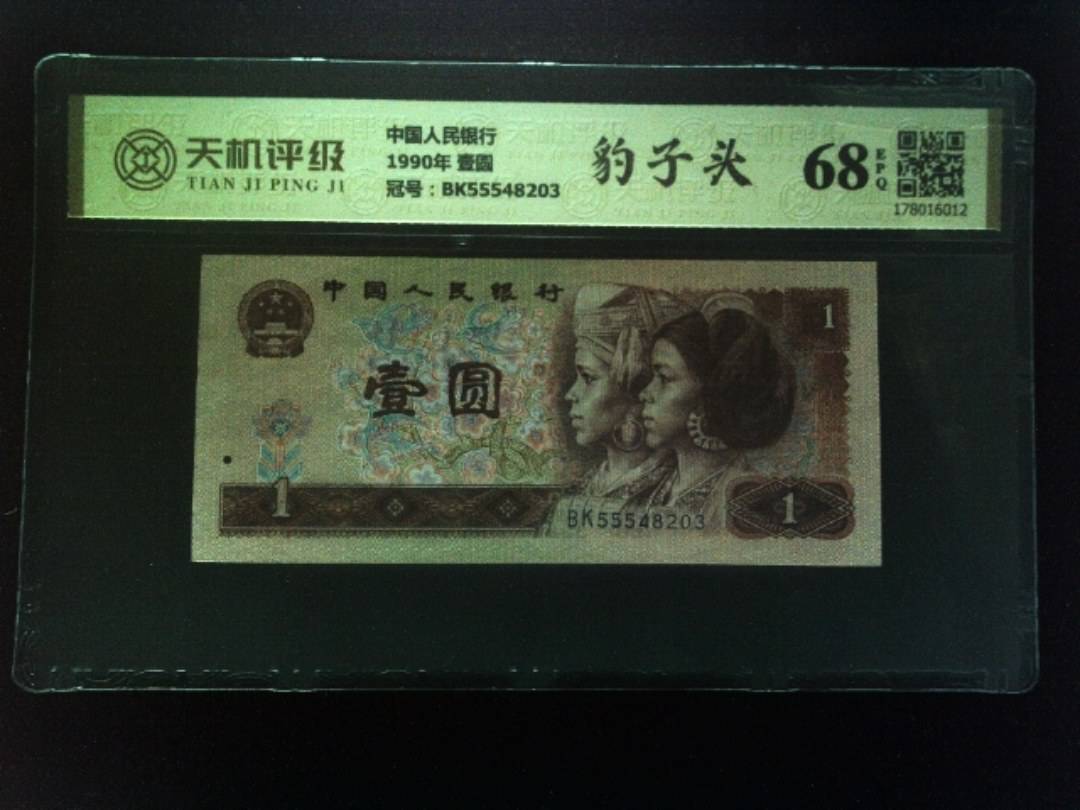 天机评级
TIAN JI PING JI
中国人民银行
1990年 壹圆
冠号:BK55548203
豹子头
68
EPQ
178016012
中国人民银行
1
壹圆
1
BK55548203
1